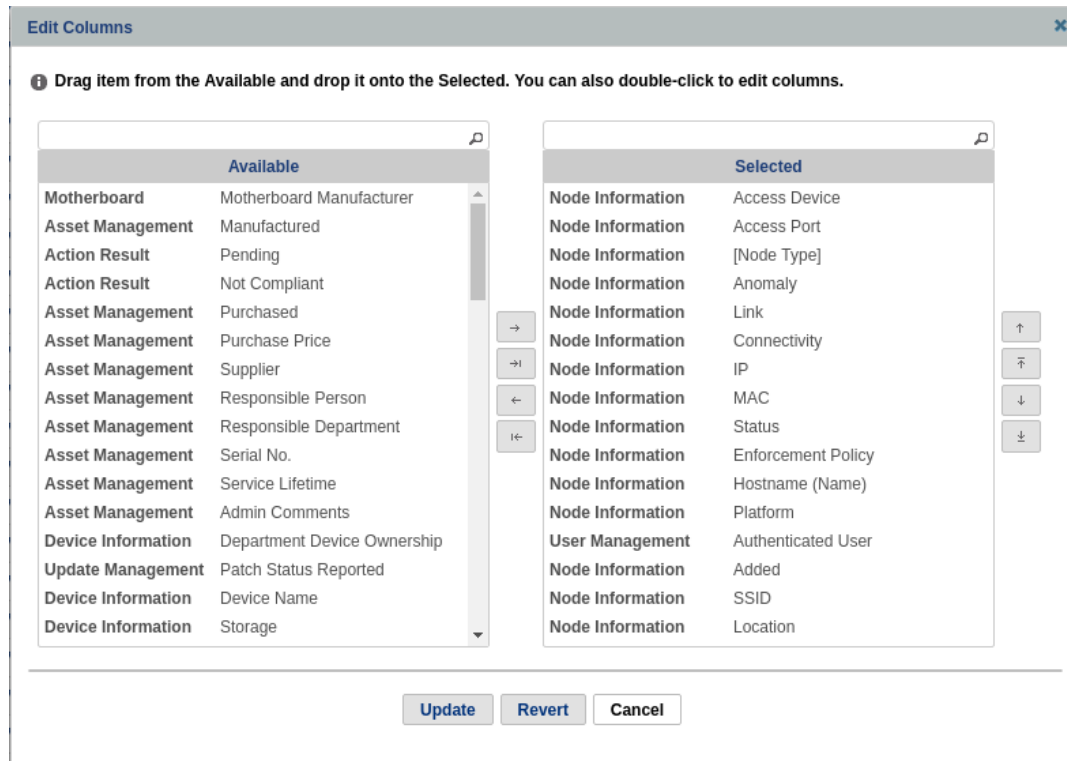 Edit Columns
Drag item from the Available and drop it onto the Selected. You can also double-click to edit columns.
Available
Motherboard Motherboard Manufacturer
Asset Management Manufactured
Action Result Pending
Action Result Not Compliant
Asset Management Purchased
Asset Management Purchase Price
Asset Management Supplier
Asset Management Responsible Person
Asset Management Responsible Department
Asset Management Serial No.
Asset Management Service Lifetime
Asset Management Admin Comments
Device Information Department Device Ownership
Update Management Patch Status Reported
Device Information Device Name
Device Information Storage
Selected
Node Information Access Device
Node Information Access Port
Node Information [Node Type]
Node Information Anomaly
Node Information Link
Node Information Connectivity
Node Information IP
Node Information MAC
Node Information Status
Node Information Enforcement Policy
Node Information Hostname (Name)
Node Information Platform
User Management Authenticated User
Node Information Added
Node Information SSID
Node Information Location
Update Revert Cancel